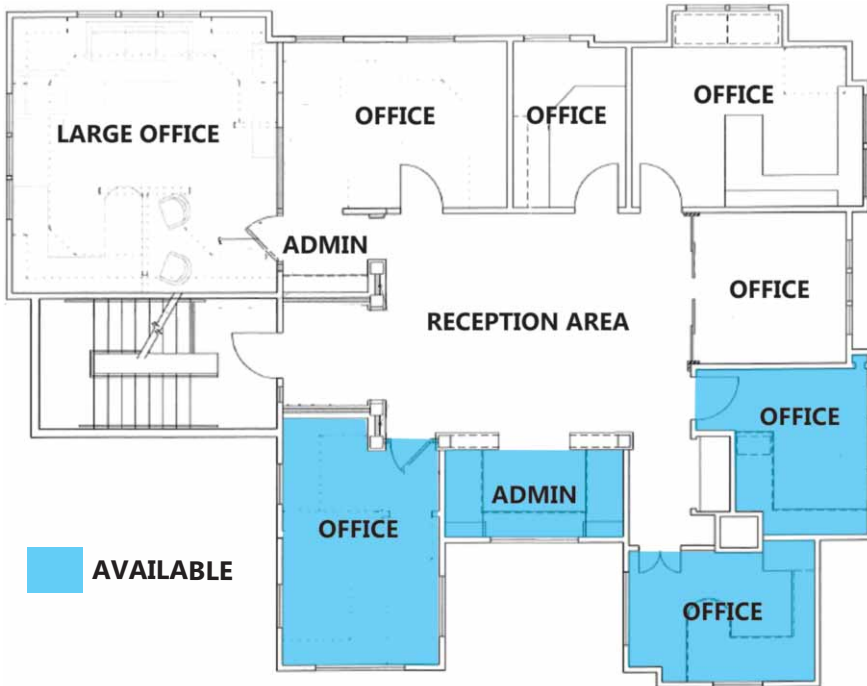 OFFICE
OFFICE
OFFICE
LARGE OFFICE
ADMIN
OFFICE
RECEPTION AREA
OFFICE
ADMIN
OFFICE
AVAILABLE
OFFICE